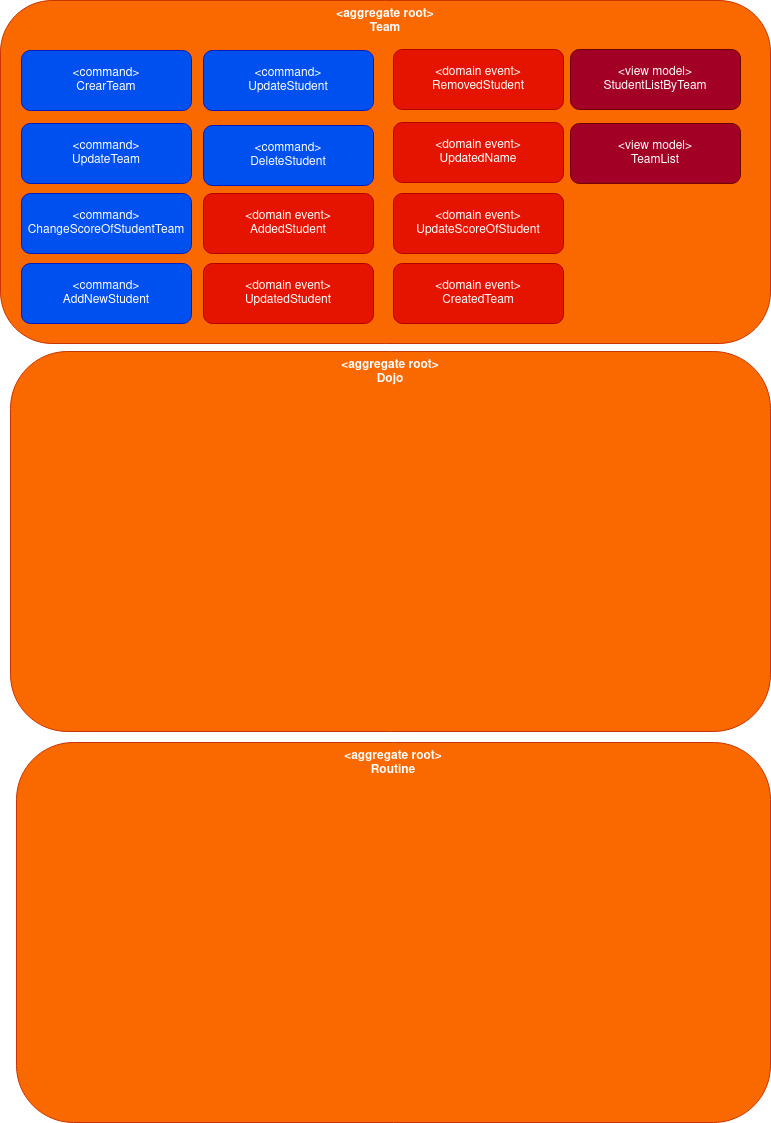 <aggregate root>
Team
<command>
CrearTeam
<command>
UpdateStudent
<domain event>
RemovedStudent
<view model>
StudentListByTeam
<command>
UpdateTeam
<command>
DeleteStudent
<domain event>
UpdatedName
<view model>
TeamList
<command>
ChangeScoreOfStudentTeam
<domain event>
AddedStudent
<domain event>
UpdateScoreOfStudent
<command>
AddNewStudent
<domain event>
UpdatedStudent
<domain event>
CreatedTeam
<aggregate root>
Dojo
<aggregate root>
Routine